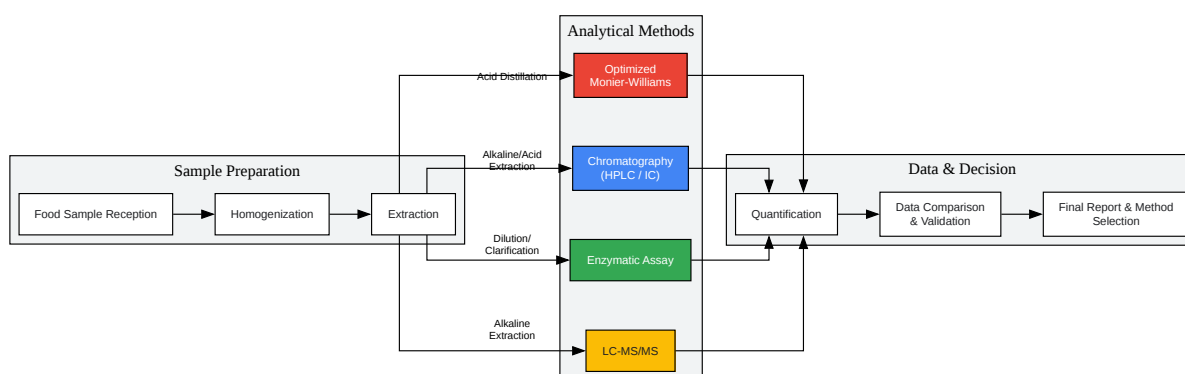 Analytical Methods
Acid Distillation
Optimized
Monier-Williams
Sample Preparation
Food Sample Reception
Homogenization
Extraction
Alkaline/Acid
Extraction
Chromatography
(HPLC / IC)
Dilution/
Clarification
Enzymatic Assay
Alkaline
Extraction
LC-MS/MS
Data & Decision
Quantification
Data Comparison
& Validation
Final Report & Method
Selection